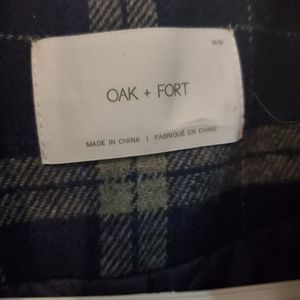 M/M
OAK + FORT
MADE IN CHINA | FABRIQUÉ EN CHINE